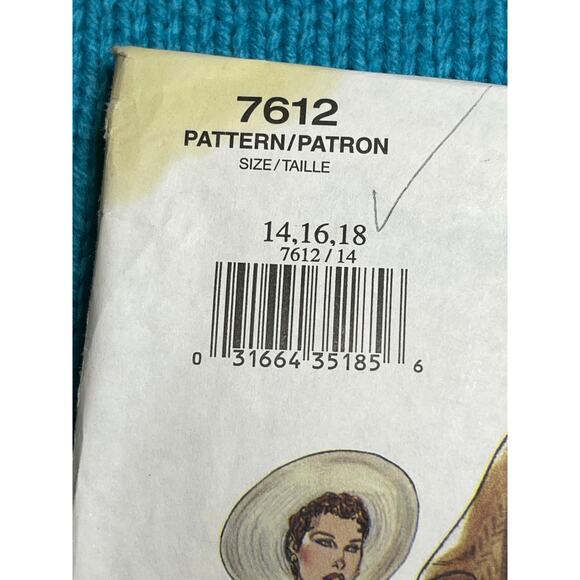 7612
PATTERN/PATRON
SIZE/TAILLE
14,16,18
7612/14
0 31664 35185 6